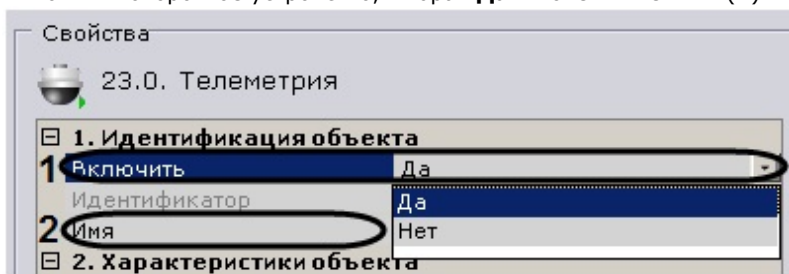 Свойства
23.0. Телеметрия
1. Идентификация объекта
1 Включить Да
Идентификатор Да
2 Имя Нет
2. Характеристики объекта